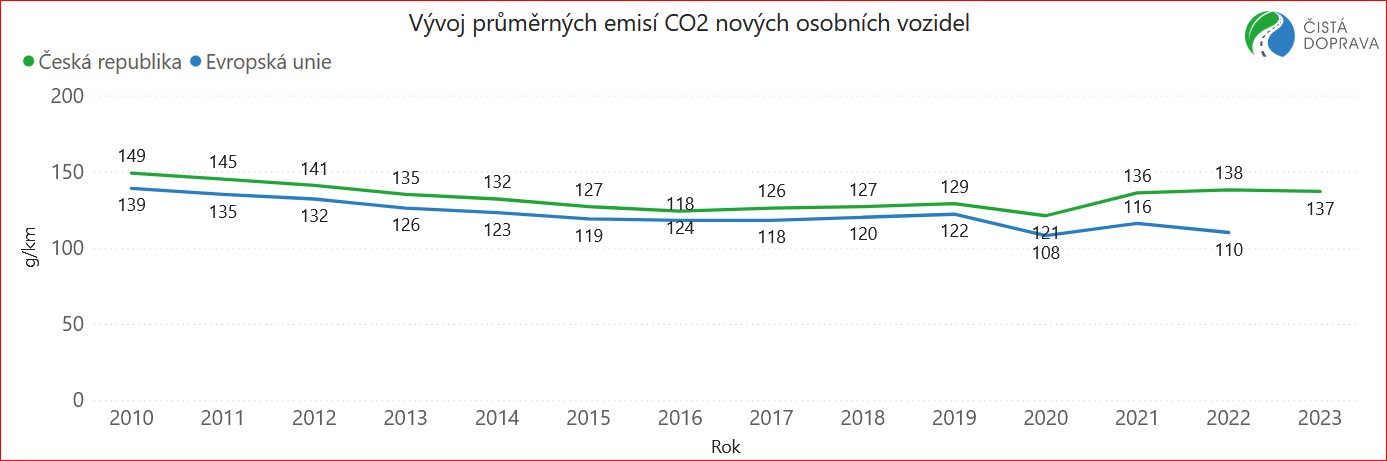 Vývoj průměrných emisí CO2 nových osobních vozidel
ČISTÁ
DOPRAVA
Česká republika Evropská unie
200
150
100
50
0
g/km
149 145 141 135 132 127 118 126 127 129 121 136 138 137
139 135 132 126 123 119 124 118 120 122 108 116 110
2010 2011 2012 2013 2014 2015 2016 2017 2018 2019 2020 2021 2022 2023
Rok